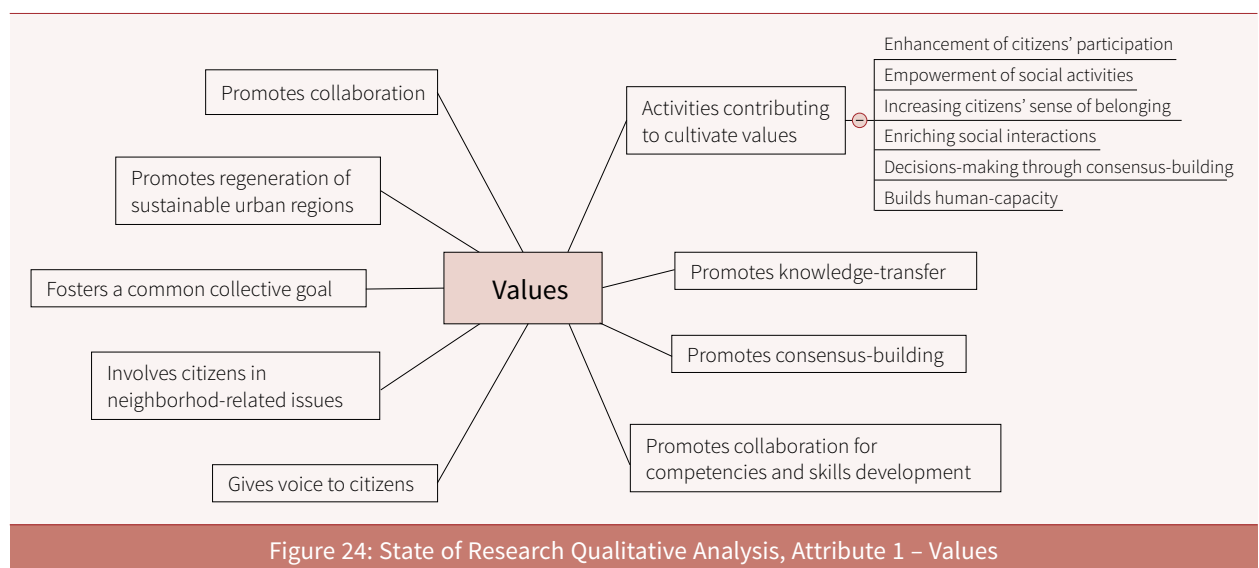 Promotes collaboration
Promotes regeneration of
sustainable urban regions
Fosters a common collective goal
Involves citizens in
neighborhod-related issues
Gives voice to citizens
Values
Activities contributing
to cultivate values
Enhancement of citizens’ participation
Empowerment of social activities
Increasing citizens’ sense of belonging
Enriching social interactions
Decisions-making through consensus-building
Builds human-capacity
Promotes knowledge-transfer
Promotes consensus-building
Promotes collaboration for
competencies and skills development
Figure 24: State of Research Qualitative Analysis, Attribute 1 – Values